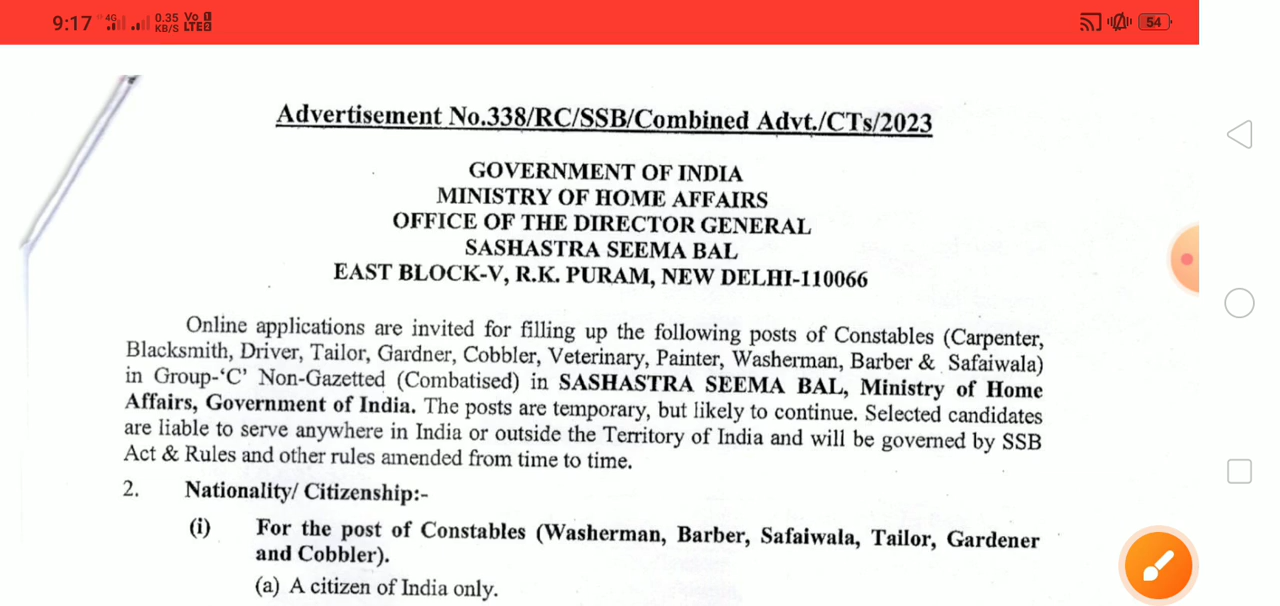 9:17 4G 0.35 KB/S Vo LTE 54
Advertisement No.338/RC/SSB/Combined Advt./CTs/2023
GOVERNMENT OF INDIA
MINISTRY OF HOME AFFAIRS
OFFICE OF THE DIRECTOR GENERAL
SASHASTRA SEEMA BAL
EAST BLOCK-V, R.K. PURAM, NEW DELHI-110066
Online applications are invited for filling up the following posts of Constables (Carpenter,
Blacksmith, Driver, Tailor, Gardner, Cobbler, Veterinary, Painter, Washerman, Barber & Safaiwala)
in Group-‘C’ Non-Gazetted (Combatised) in SASHASTRA SEEMA BAL, Ministry of Home
Affairs, Government of India. The posts are temporary, but likely to continue. Selected candidates
are liable to serve anywhere in India or outside the Territory of India and will be governed by SSB
Act & Rules and other rules amended from time to time.
2. Nationality/ Citizenship:-
(i) For the post of Constables (Washerman, Barber, Safaiwala, Tailor, Gardener
and Cobbler).
(a) A citizen of India only.